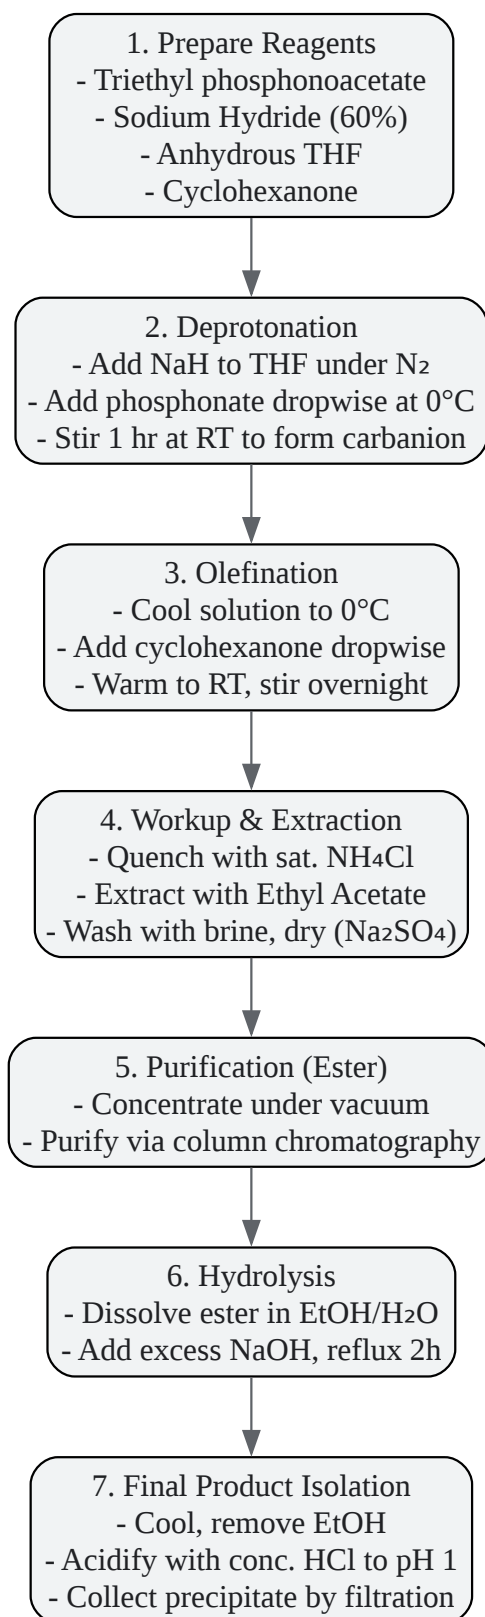 1. Prepare Reagents
- Triethyl phosphonoacetate
- Sodium Hydride (60%)
- Anhydrous THF
- Cyclohexanone
2. Deprotonation
- Add NaH to THF under N₂
- Add phosphonate dropwise at 0°C
- Stir 1 hr at RT to form carbanion
3. Olefination
- Cool solution to 0°C
- Add cyclohexanone dropwise
- Warm to RT, stir overnight
4. Workup & Extraction
- Quench with sat. NH₄Cl
- Extract with Ethyl Acetate
- Wash with brine, dry (Na₂SO₄)
5. Purification (Ester)
- Concentrate under vacuum
- Purify via column chromatography
6. Hydrolysis
- Dissolve ester in EtOH/H₂O
- Add excess NaOH, reflux 2h
7. Final Product Isolation
- Cool, remove EtOH
- Acidify with conc. HCl to pH 1
- Collect precipitate by filtration